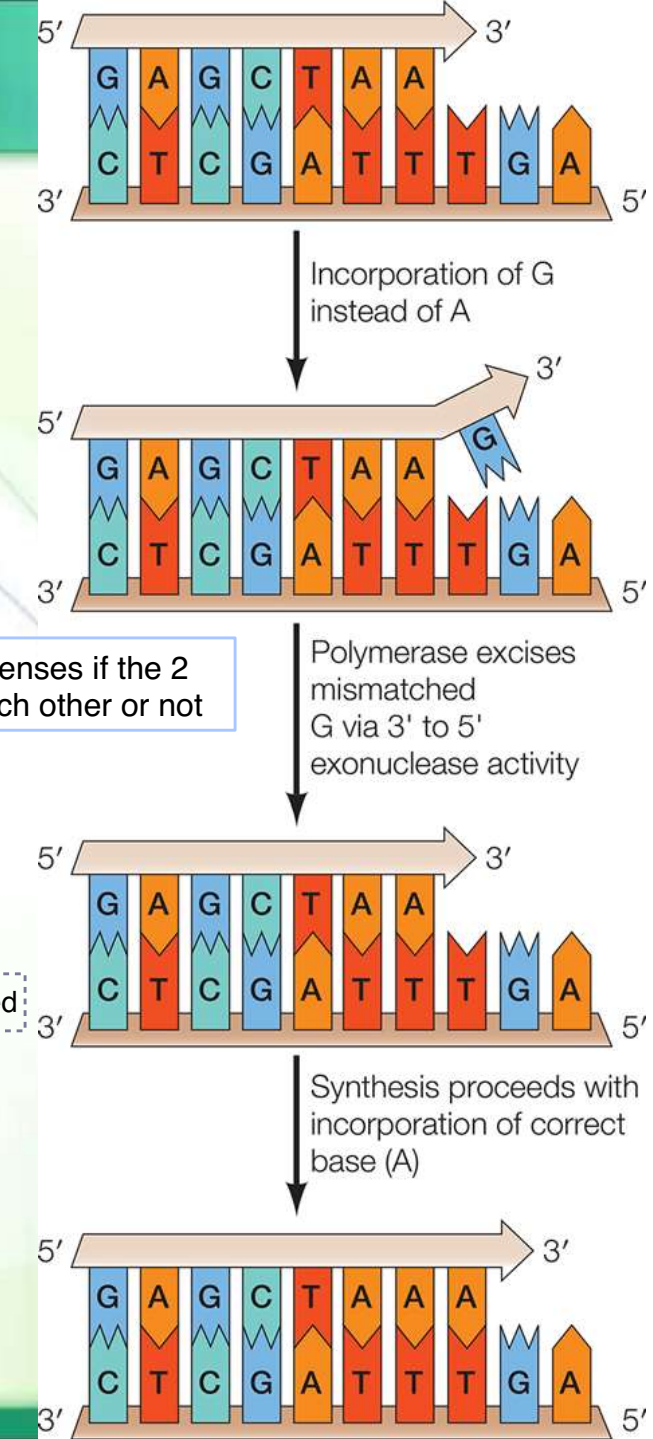 5′ 3′
G A G C T A A
C T C G A T T T G A
3′ 5′
Incorporation of G
instead of A
3′
5′
G
G A G C T A A
C T C G A T T T G A
3′ 5′
enses if the 2
ch other or not
Polymerase excises
mismatched
G via 3' to 5'
exonuclease activity
5′ 3′
G A G C T A A
C T C G A T T T G A
ed
3′ 5′
Synthesis proceeds with
incorporation of correct
base (A)
5′ 3′
G A G C T A A A
C T C G A T T T G A
3′ 5′